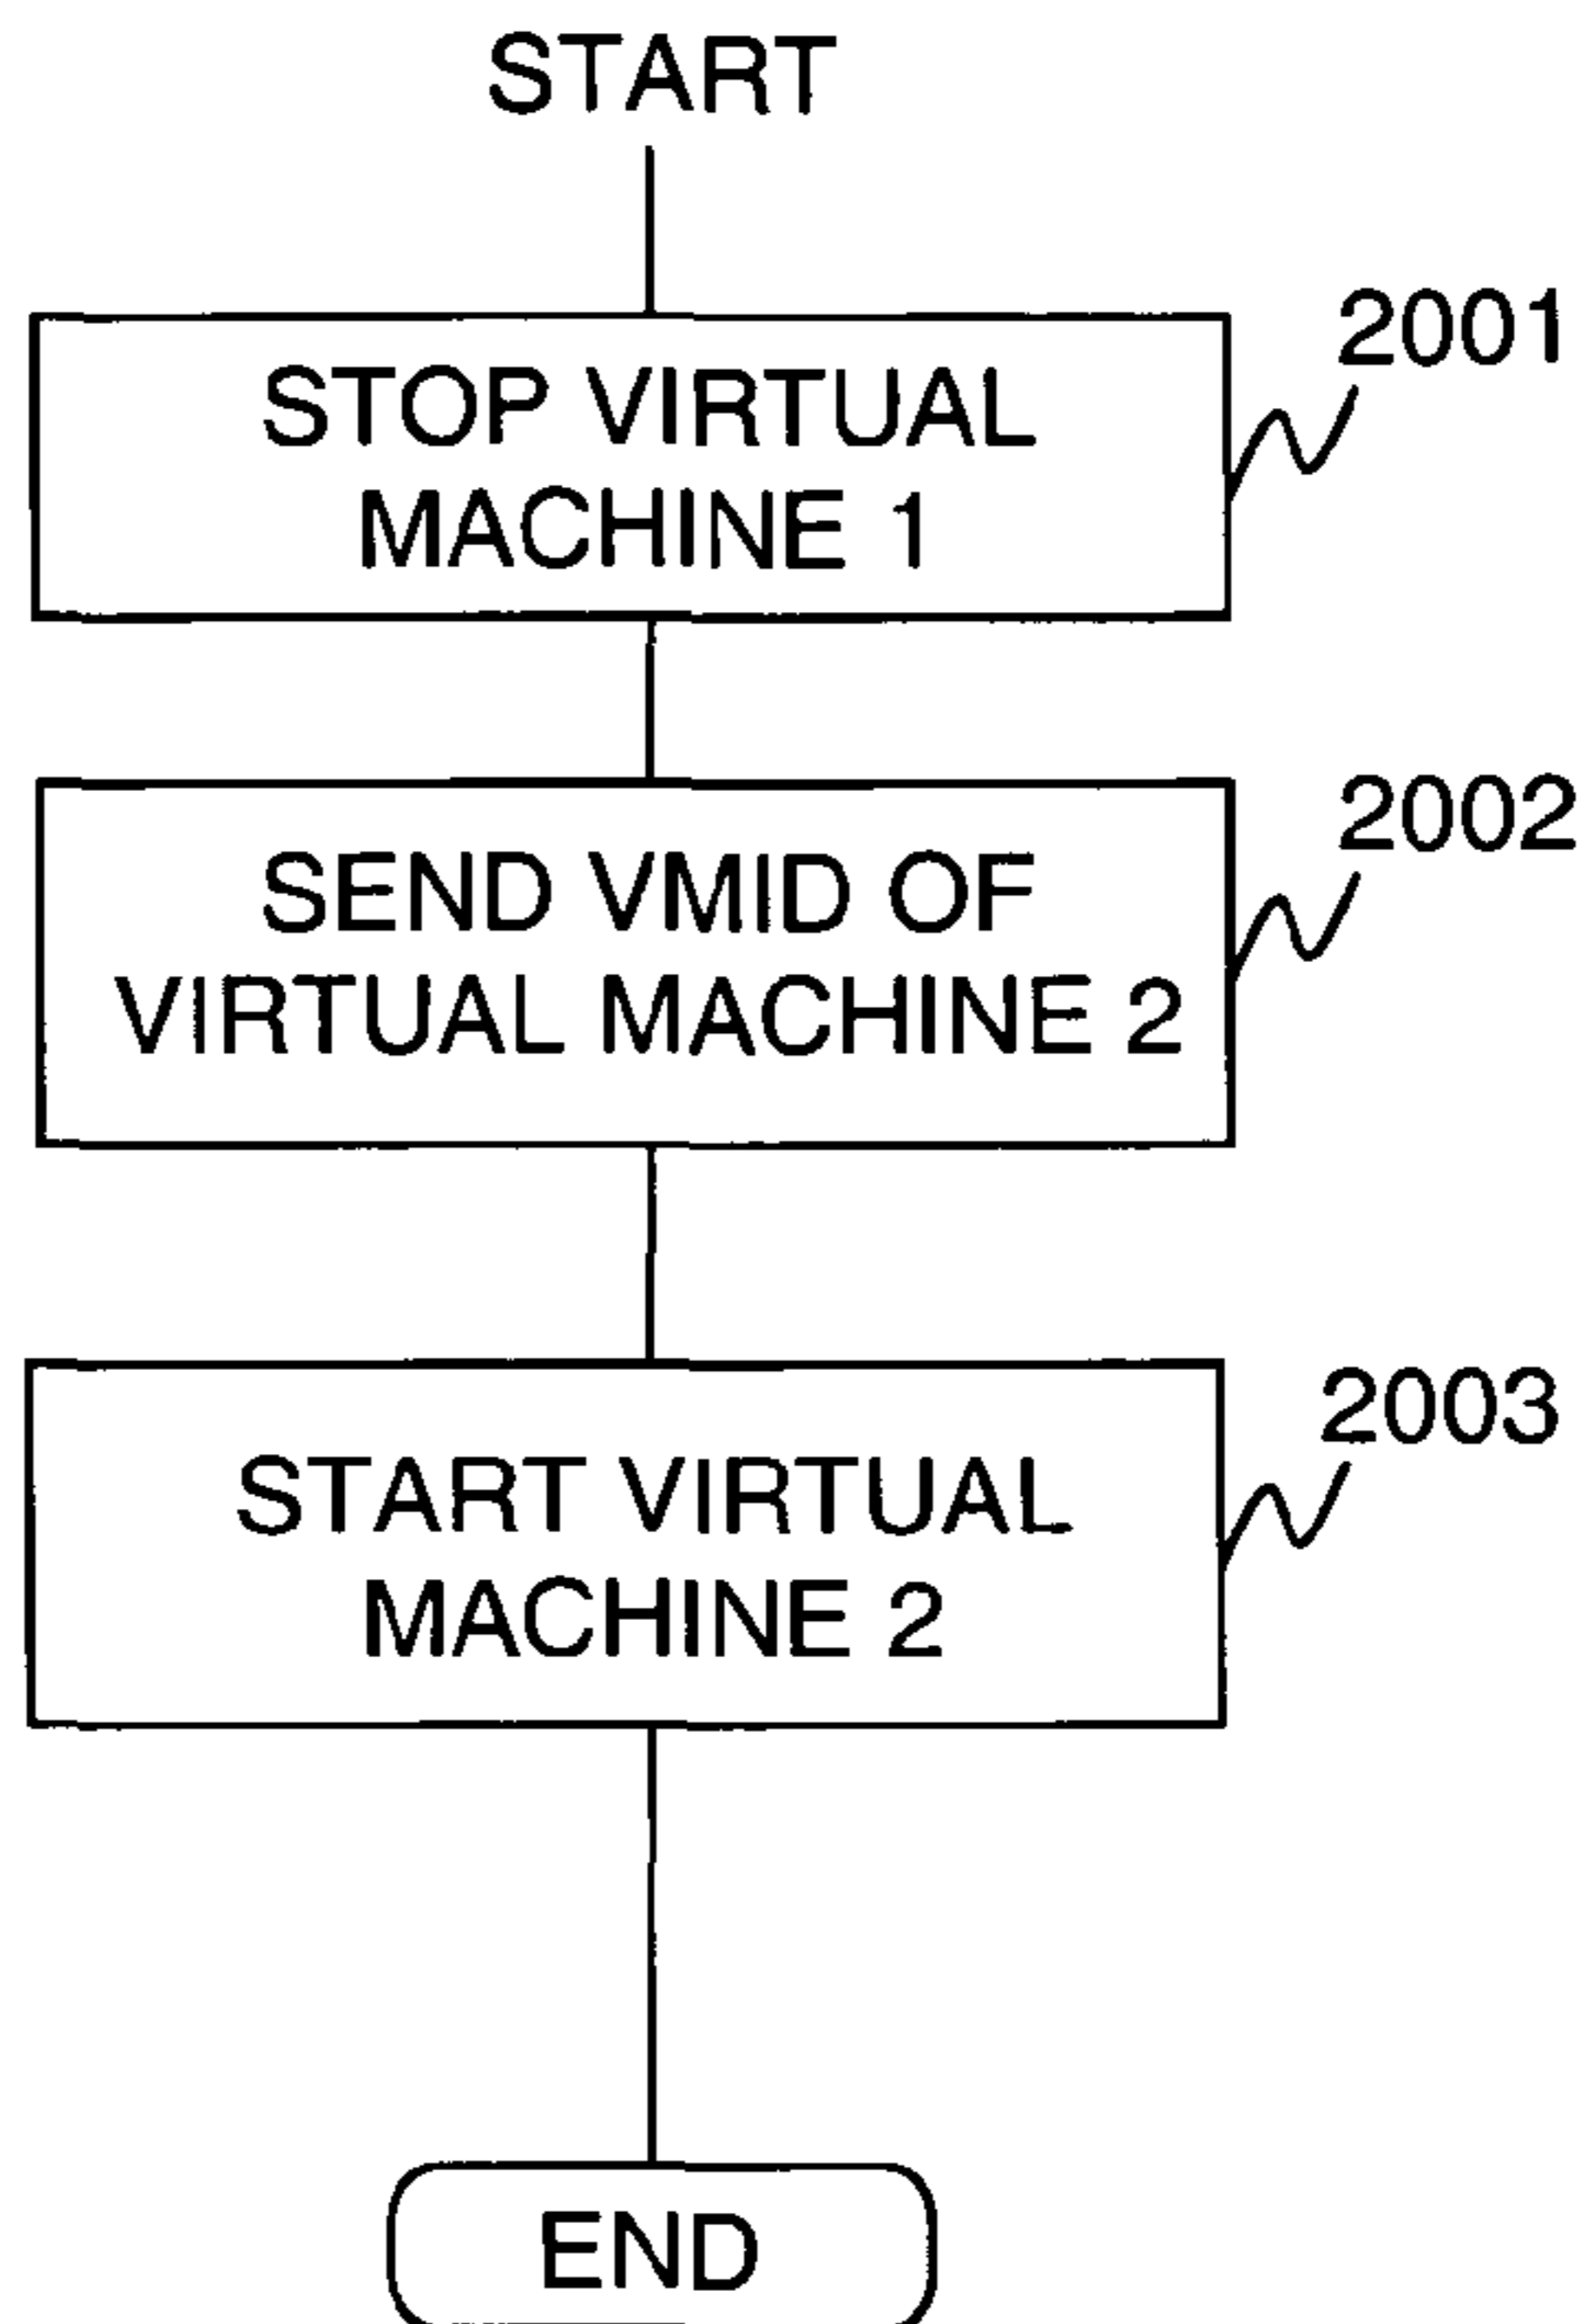 START
2001
STOP VIRTUAL
MACHINE 1
2002
SEND VMID OF
VIRTUAL MACHINE 2
2003
START VIRTUAL
MACHINE 2
END